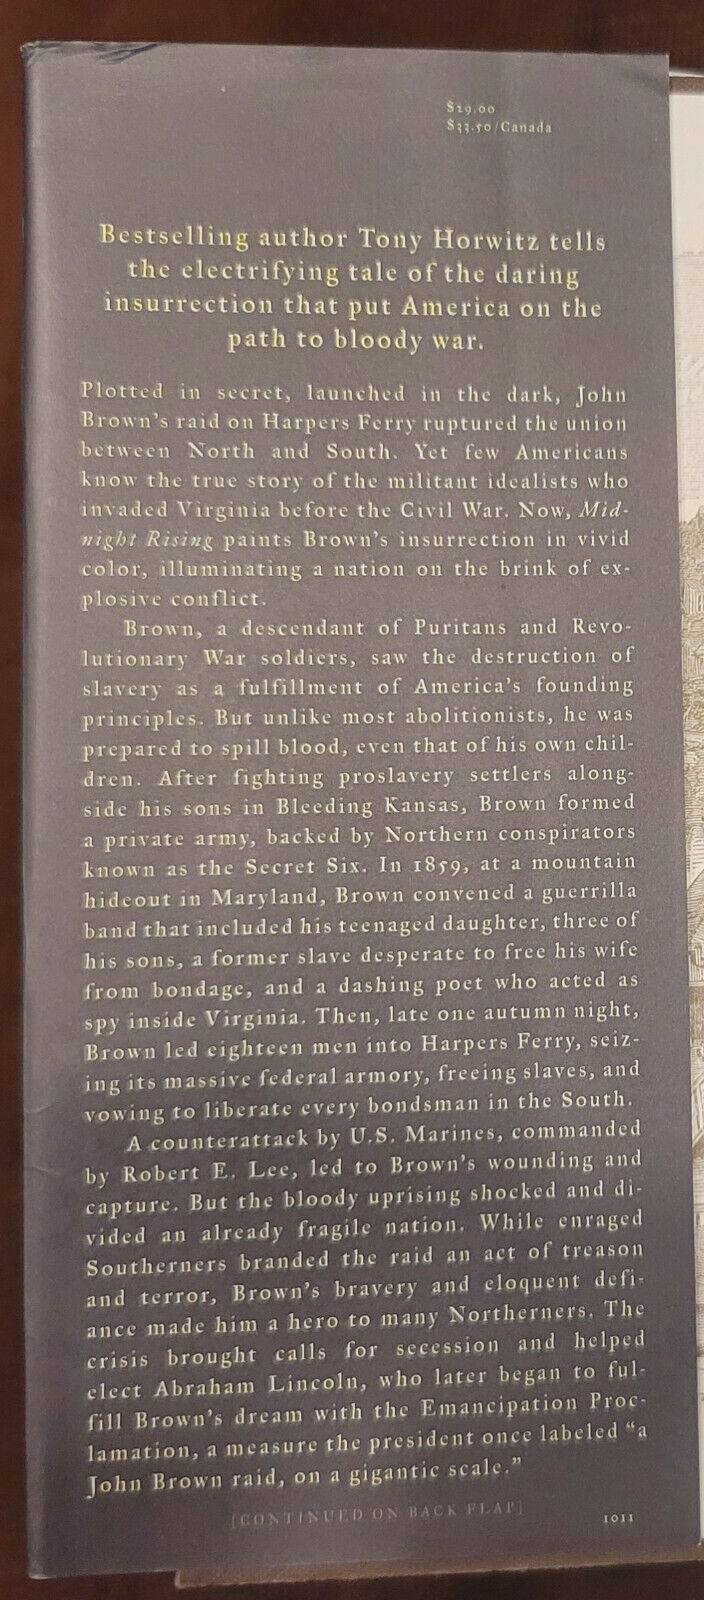 $29.00
$33.50/Canada
Bestselling author Tony Horwitz tells
the electrifying tale of the daring
insurrection that put America on the
path to bloody war.
Plotted in secret, launched in the dark, John
Brown's raid on Harpers Ferry ruptured the union
between North and South. Yet few Americans
know the true story of the militant idealists who
invaded Virginia before the Civil War. Now, Mid-
night Rising paints Brown's insurrection in vivid
color, illuminating a nation on the brink of ex-
plosive conflict.
Brown, a descendant of Puritans and Revo-
lutionary War soldiers, saw the destruction of
slavery as a fulfillment of America's founding
principles. But unlike most abolitionists, he was
prepared to spill blood, even that of his own chil-
dren. After fighting proslavery settlers along-
side his sons in Bleeding Kansas, Brown formed
a private army, backed by Northern conspirators
known as the Secret Six. In 1859, at a mountain
hideout in Maryland, Brown convened a guerrilla
band that included his teenaged daughter, three of
his sons, a former slave desperate to free his wife
from bondage, and a dashing poet who acted as
spy inside Virginia. Then, late one autumn night,
Brown led eighteen men into Harpers Ferry, seiz-
ing its massive federal armory, freeing slaves, and
vowing to liberate every bondsman in the South.
A counterattack by U.S. Marines, commanded
by Robert E. Lee, led to Brown's wounding and
capture. But the bloody uprising shocked and di-
vided an already fragile nation. While enraged
Southerners branded the raid an act of treason
and terror, Brown's bravery and eloquent defi-
ance made him a hero to many Northerners. The
crisis brought calls for secession and helped
elect Abraham Lincoln, who later began to ful-
fill Brown's dream with the Emancipation Proc-
lamation, a measure the president once labeled "a
John Brown raid, on a gigantic scale."
[CONTINUED ON BACK FLAP]
1011